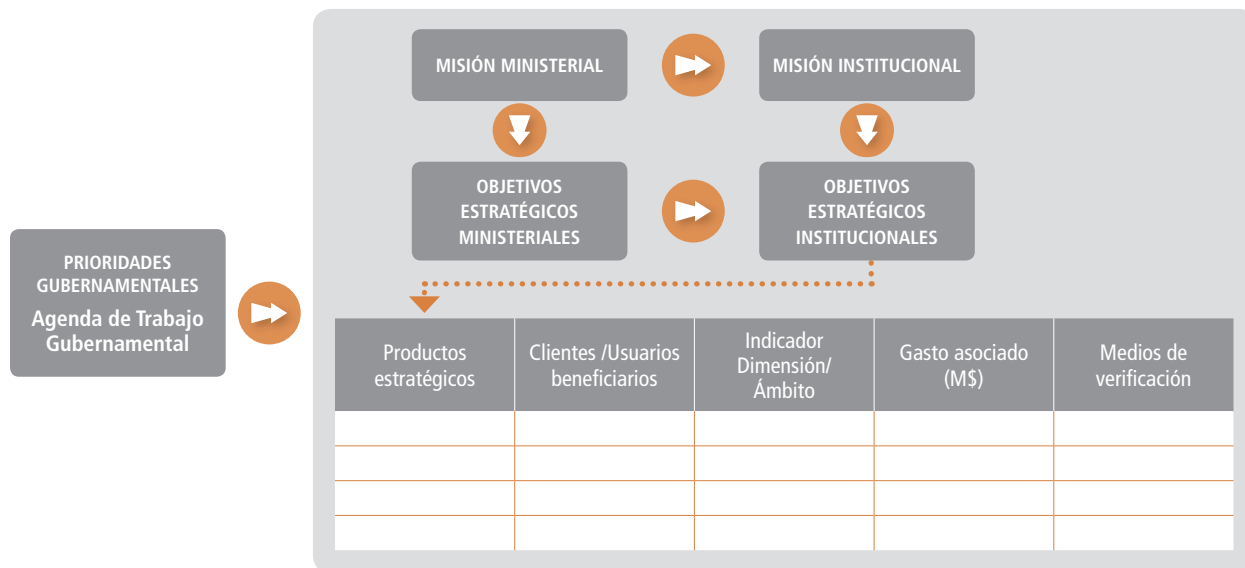 MISIÓN MINISTERIAL
MISIÓN INSTITUCIONAL
OBJETIVOS
ESTRATÉGICOS
MINISTERIALES
OBJETIVOS
ESTRATÉGICOS
INSTITUCIONALES
PRIORIDADES
GUBERNAMENTALES
Agenda de Trabajo
Gubernamental
Productos
estratégicos
Clientes /Usuarios
beneficiarios
Indicador
Dimensión/
Ámbito
Gasto asociado
(M$)
Medios de
verificación